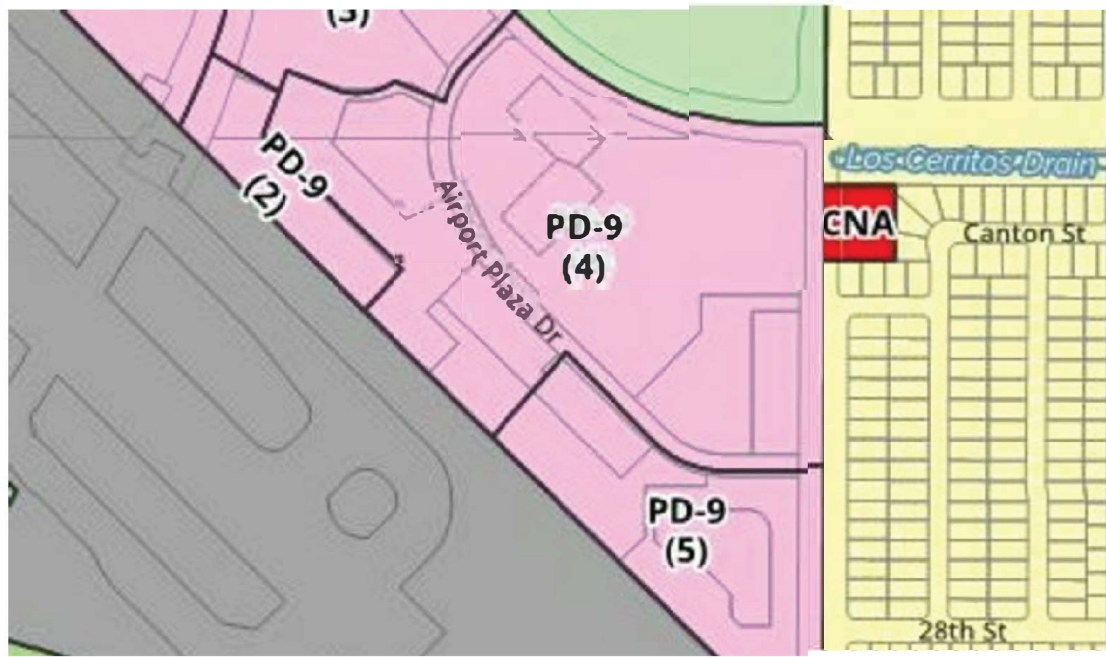 (3)
Los Cerritos Drain
PD-9
(2)
CNA
Canton St
Airport Plaza Dr
PD-9
(4)
PD-9
(5)
28th St